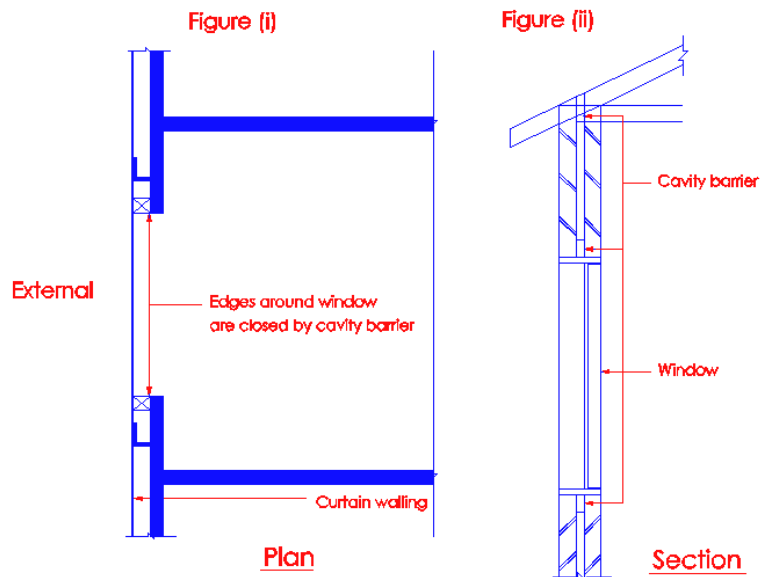 Figure (i)
Figure (ii)
Cavity barrier
External
Edges around window
are closed by cavity barrier
Window
Curtain walling
Plan
Section